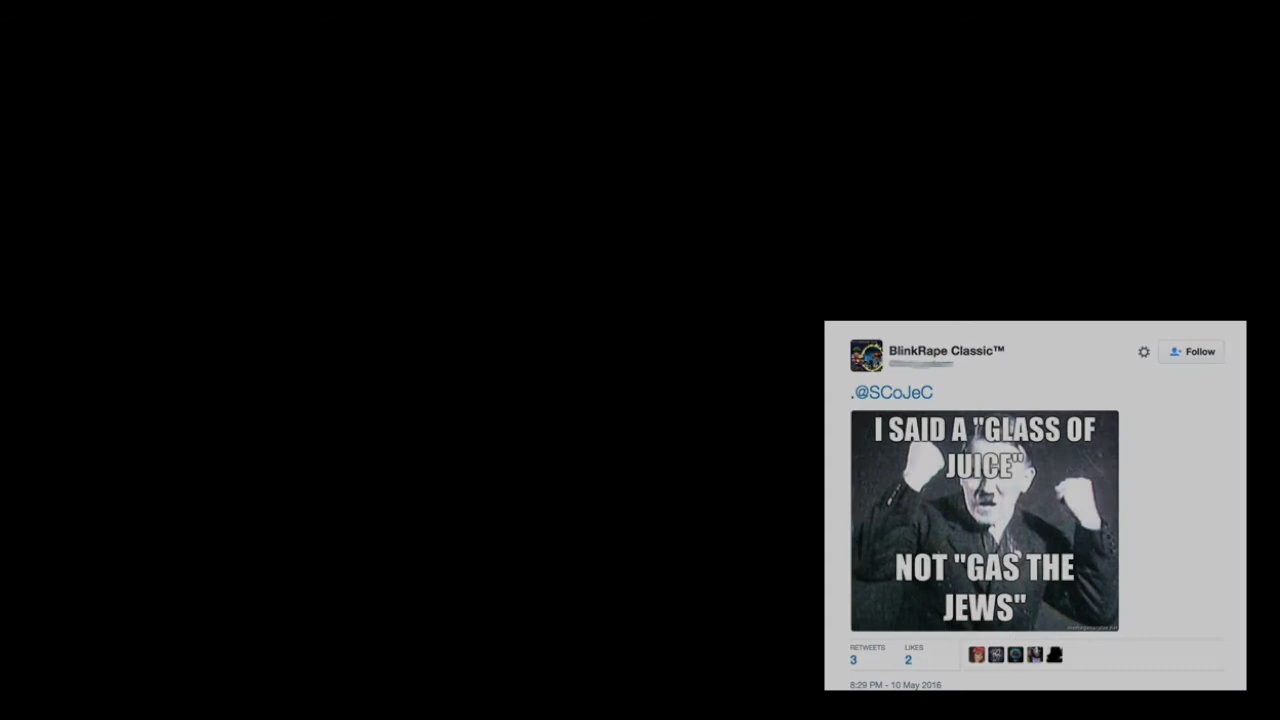 BlinkRape Classic™
Follow
.@SCoJeC
I SAID A "GLASS OF
JUICE"
NOT "GAS THE
JEWS"
RETWEETS
LIKES
3
2
8:29 PM - 10 May 2016